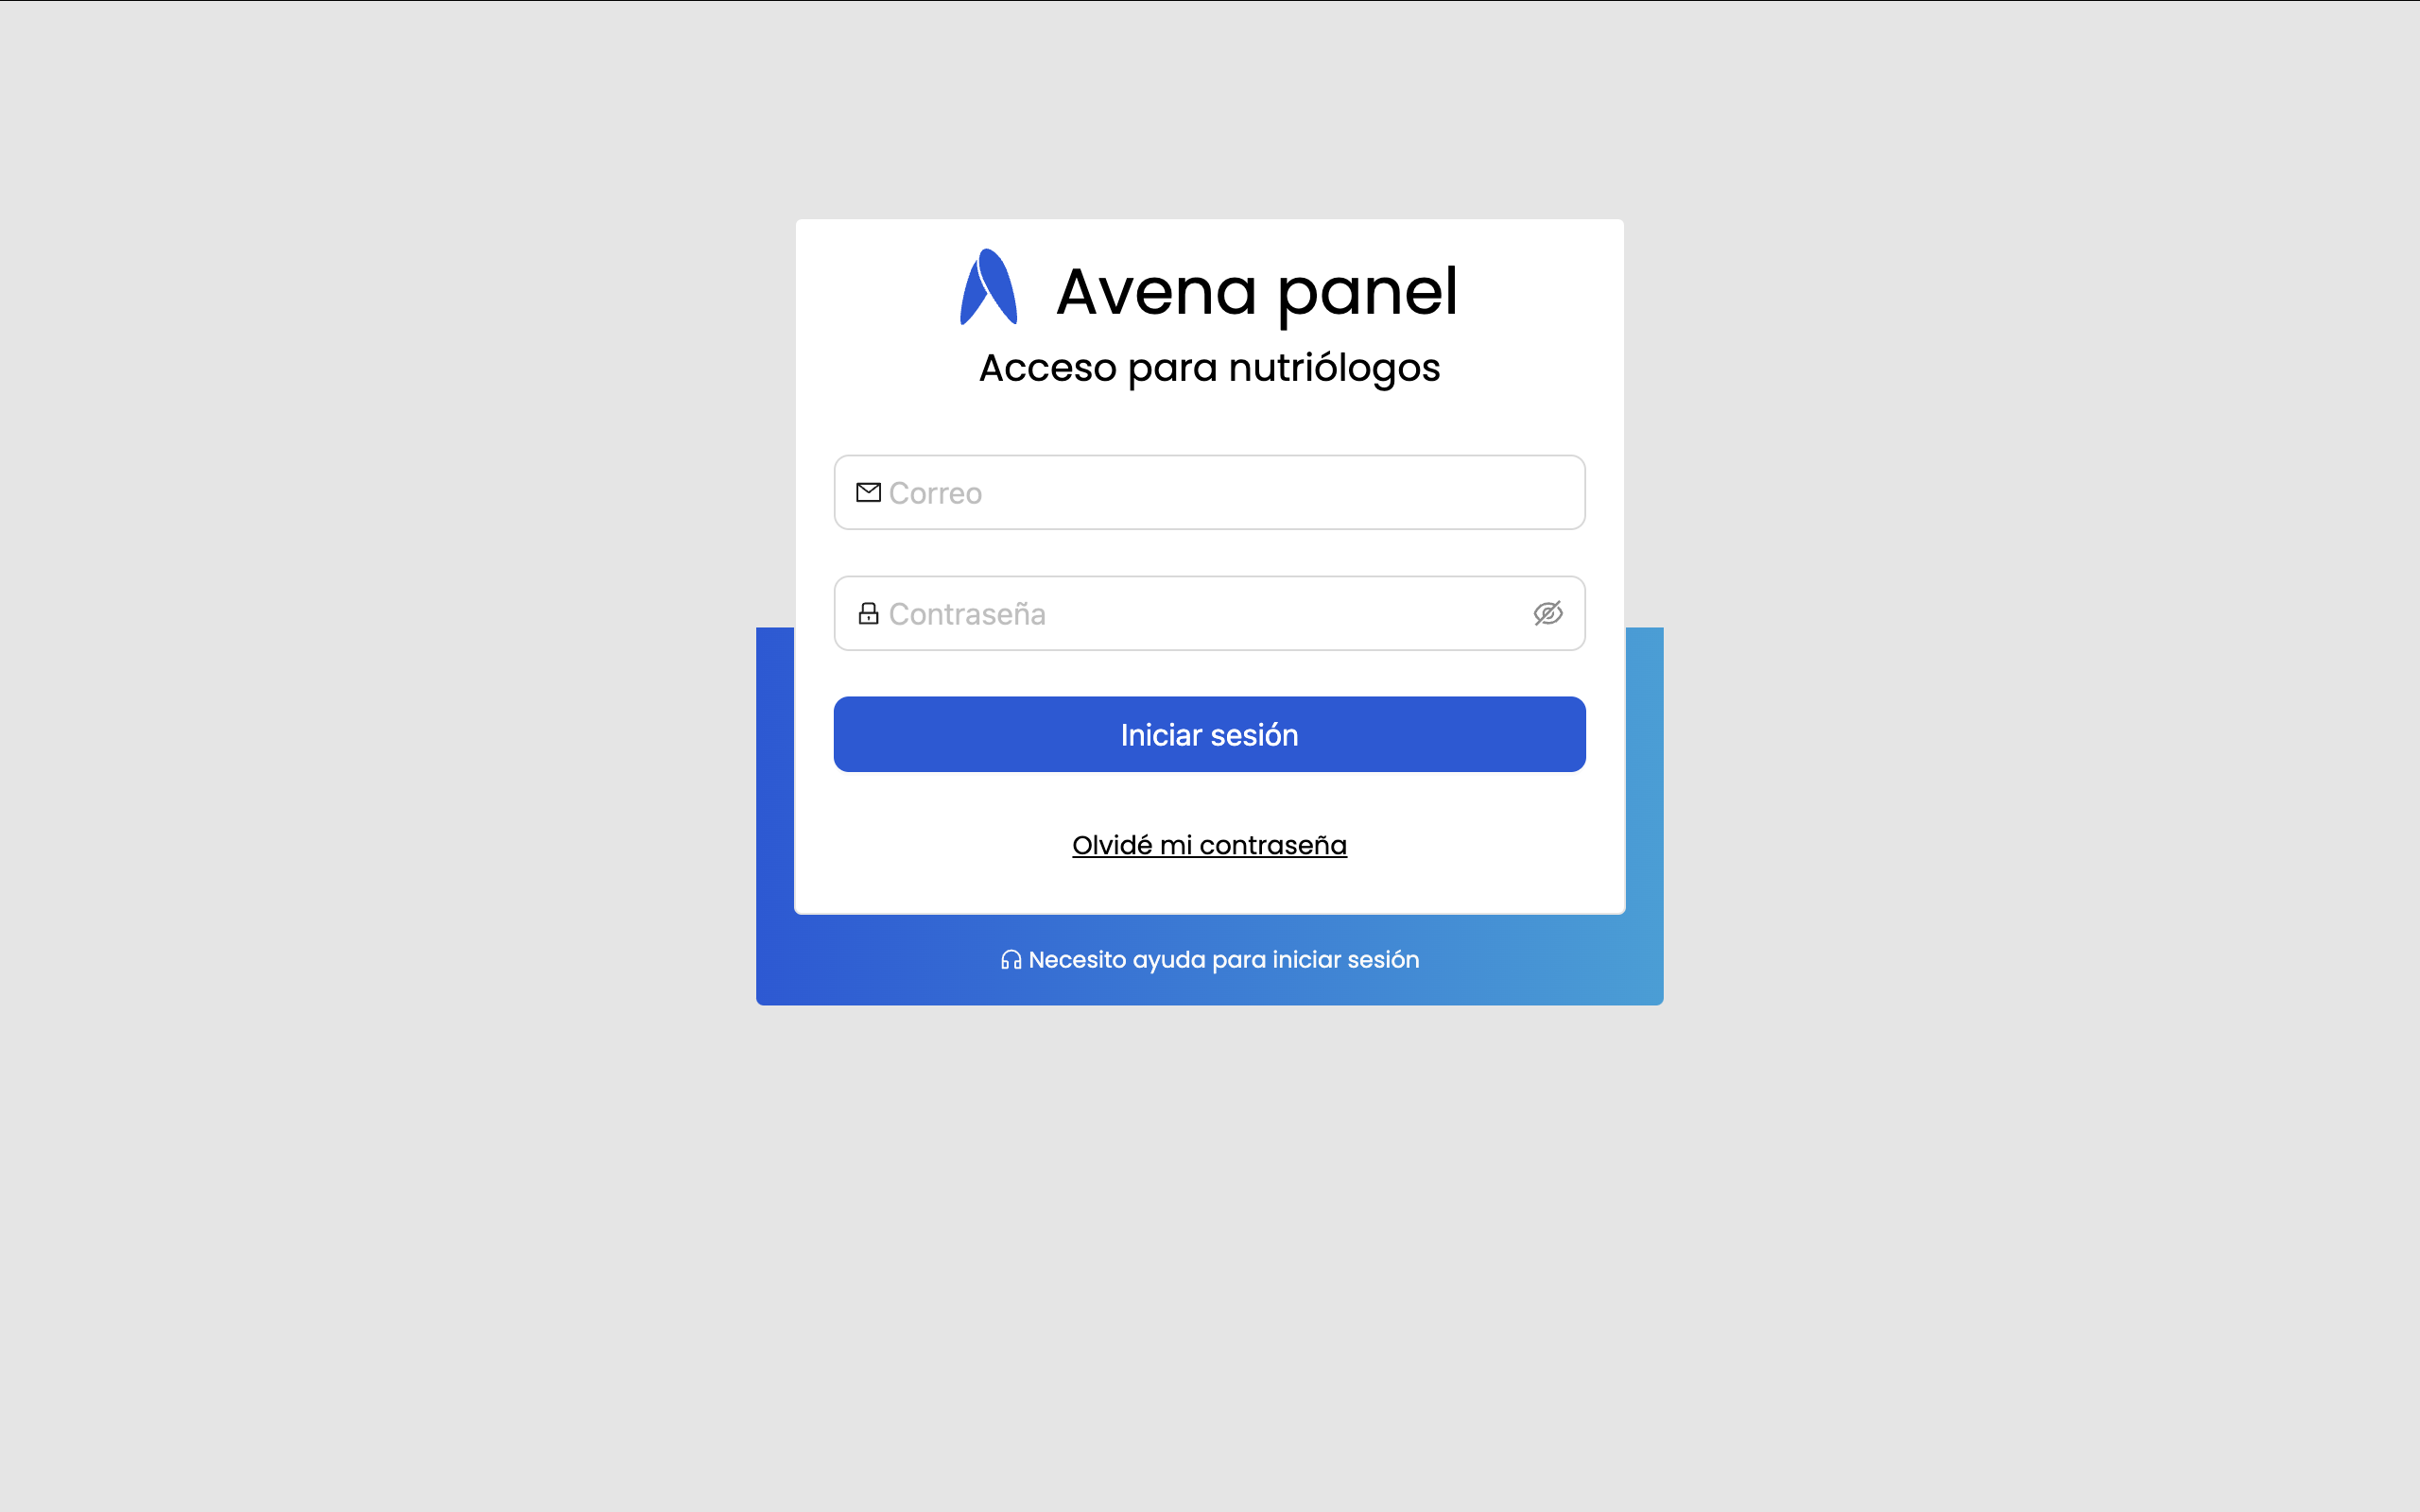 Avena panel
Acceso para nutriólogos
Correo
Contraseña
Iniciar sesión
Olvidé mi contraseña
Necesito ayuda para iniciar sesión